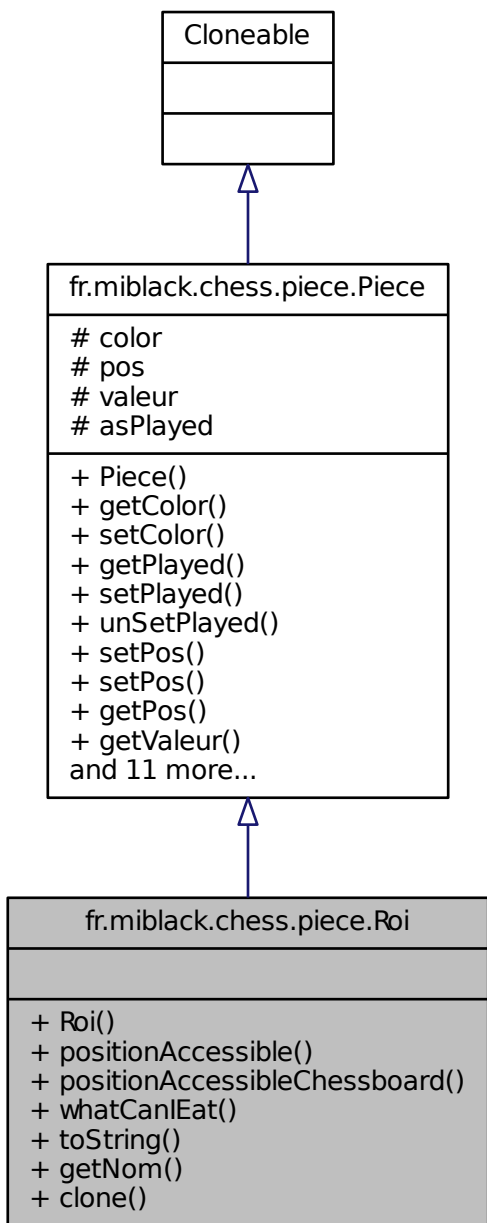 Cloneable
fr.miblack.chess.piece.Piece
# color
# pos
# valeur
# asPlayed
+ Piece()
+ getColor()
+ setColor()
+ getPlayed()
+ setPlayed()
+ unSetPlayed()
+ setPos()
+ setPos()
+ getPos()
+ getValeur()
and 11 more...
fr.miblack.chess.piece.Roi
+ Roi()
+ positionAccessible()
+ positionAccessibleChessboard()
+ whatCanIEat()
+ toString()
+ getNom()
+ clone()